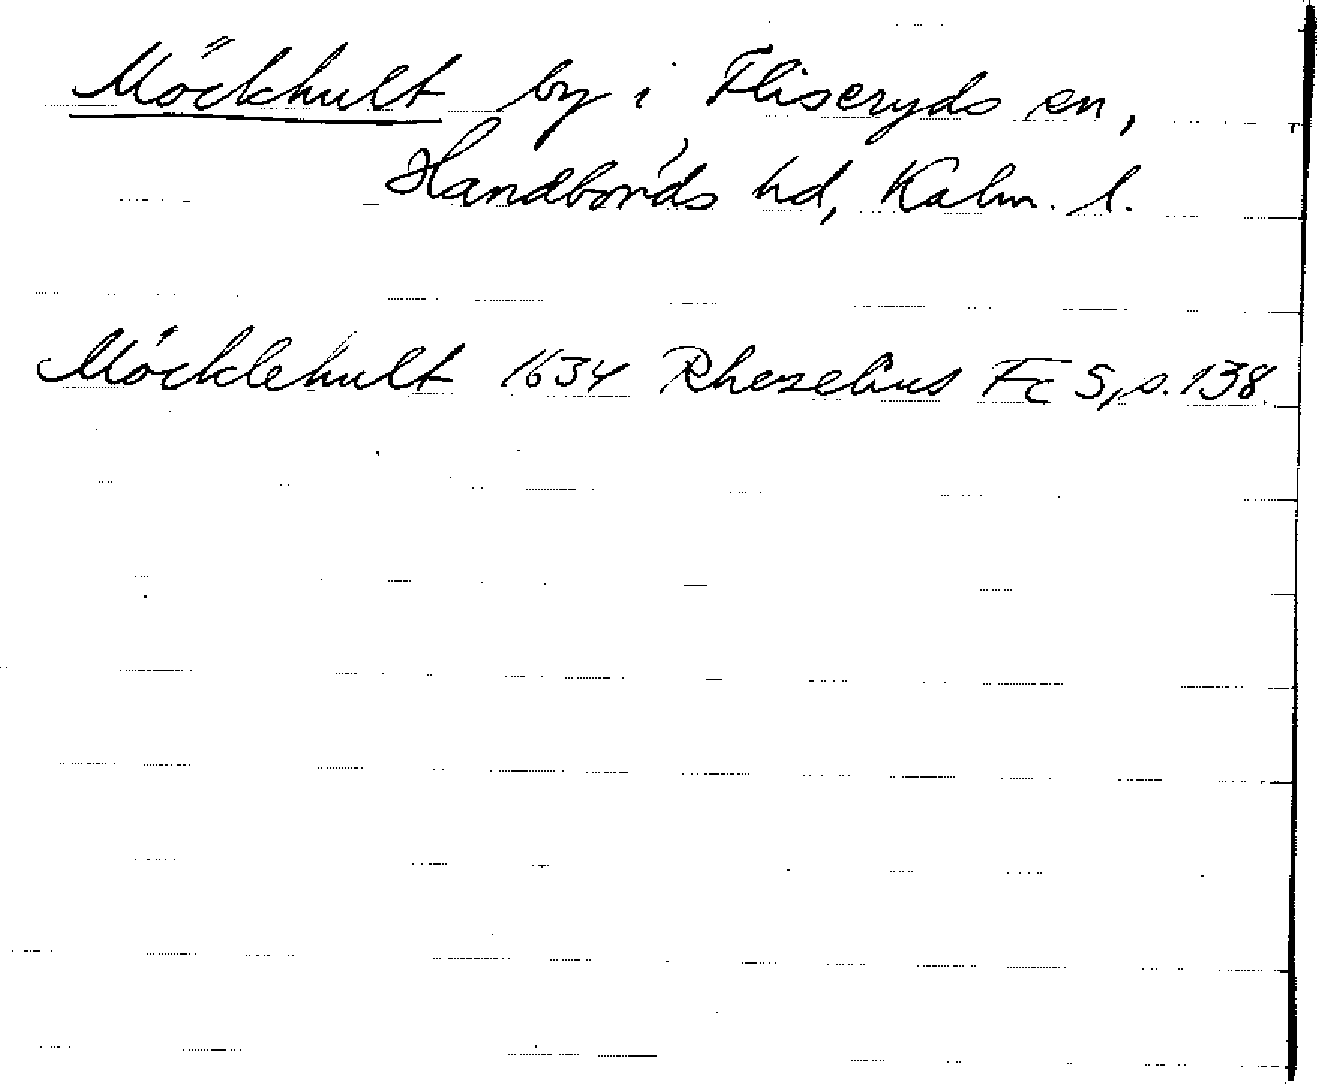 Möckhult by i Fliseryds sn,
Handbörds hd, Kalm. l.
Möcklehult 1634 Rhezelius Fc 5, s. 138